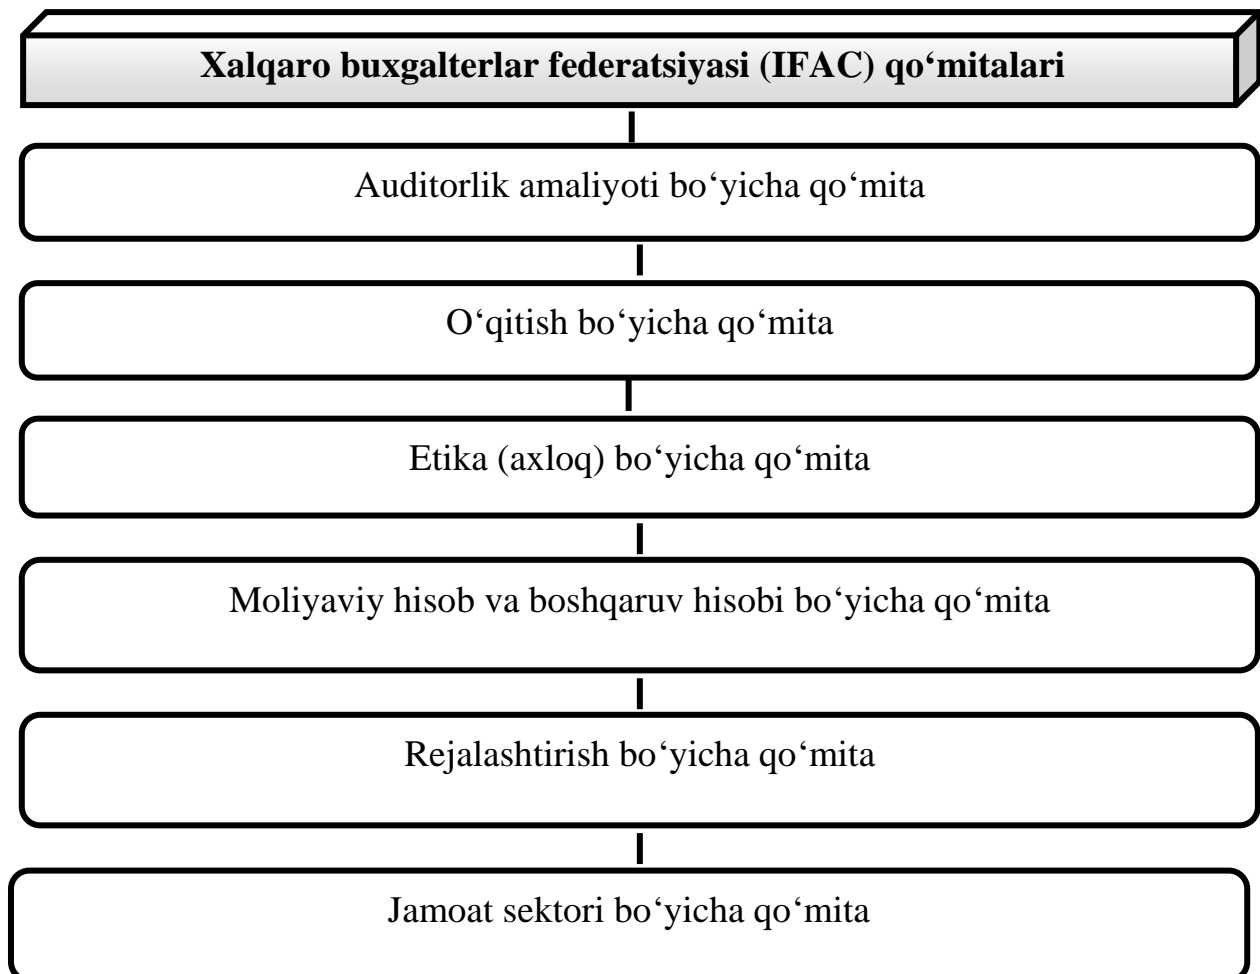 Xalqaro buxgalterlar federatsiyasi (IFAC) qo‘mitalari
Auditorlik amaliyoti bo‘yicha qo‘mita
O‘qitish bo‘yicha qo‘mita
Etika (axloq) bo‘yicha qo‘mita
Moliyaviy hisob va boshqaruv hisobi bo‘yicha qo‘mita
Rejalashtirish bo‘yicha qo‘mita
Jamoat sektori bo‘yicha qo‘mita